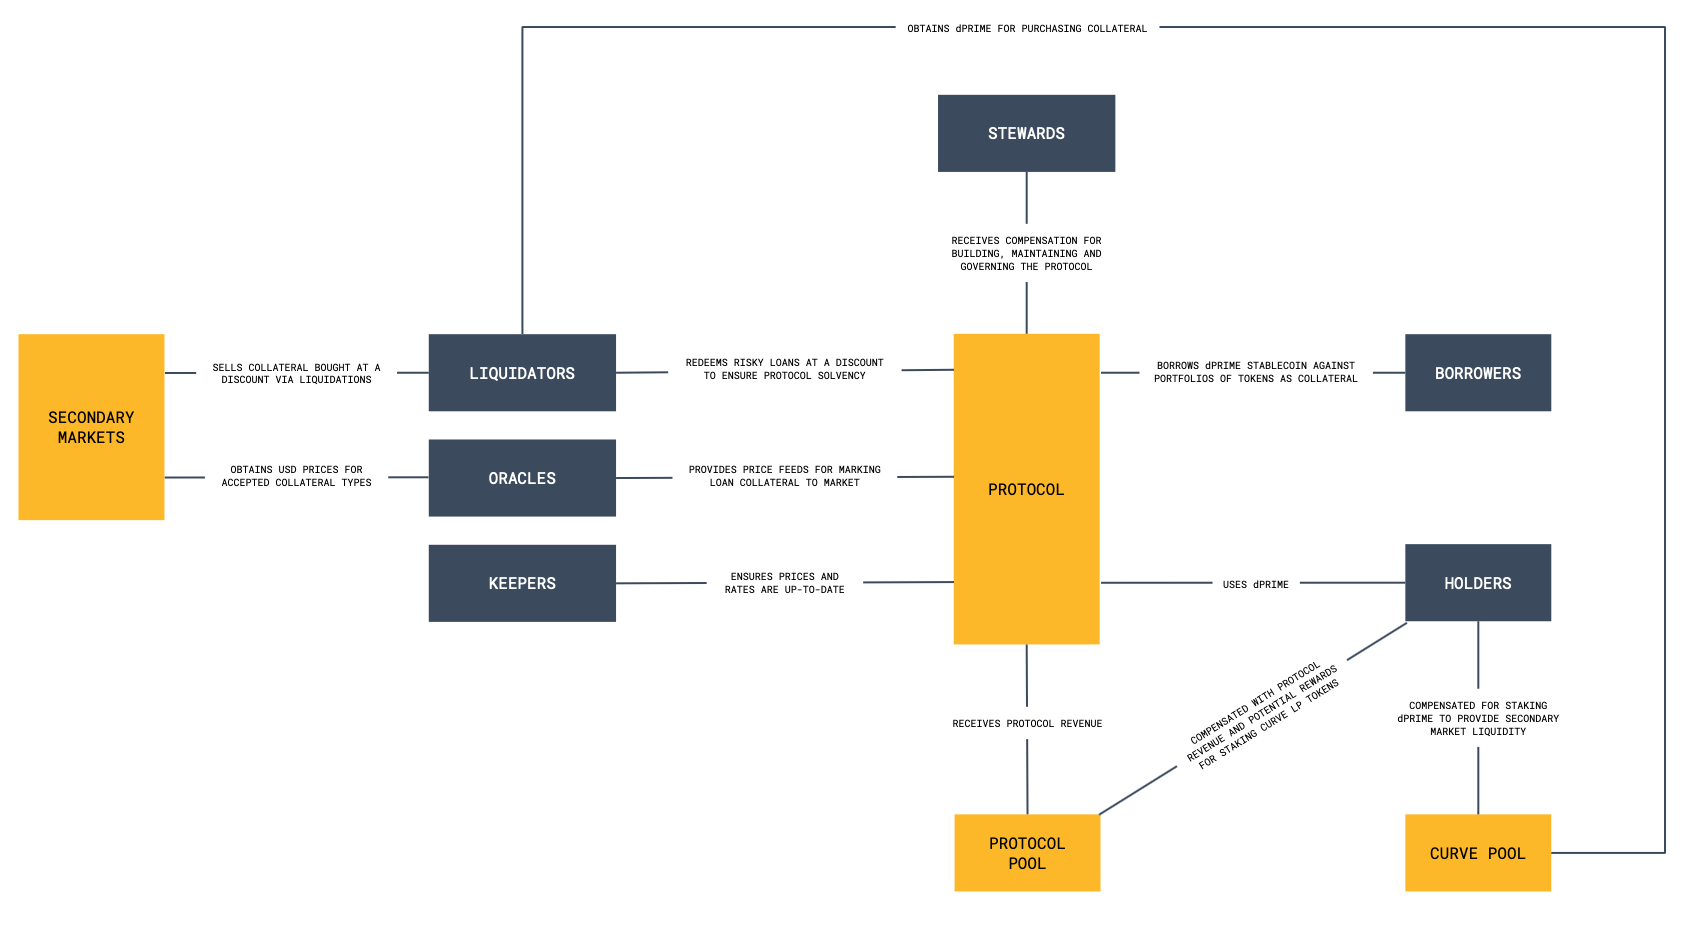 OBTAINS dPRIME FOR PURCHASING COLLATERAL
STEWARDS
RECEIVES COMPENSATION FOR
BUILDING, MAINTAINING AND
GOVERNING THE PROTOCOL
SECONDARY
MARKETS
SELLS COLLATERAL BOUGHT AT A
DISCOUNT VIA LIQUIDATIONS
LIQUIDATORS
REDEEMS RISKY LOANS AT A DISCOUNT
TO ENSURE PROTOCOL SOLVENCY
PROTOCOL
BORROWS dPRIME STABLECOIN AGAINST
PORTFOLIOS OF TOKENS AS COLLATERAL
BORROWERS
OBTAINS USD PRICES FOR
ACCEPTED COLLATERAL TYPES
ORACLES
PROVIDES PRICE FEEDS FOR MARKING
LOAN COLLATERAL TO MARKET
KEEPERS
ENSURES PRICES AND
RATES ARE UP-TO-DATE
USES dPRIME
HOLDERS
RECEIVES PROTOCOL REVENUE
COMPENSATED WITH PROTOCOL
REVENUE AND POTENTIAL REWARDS
FOR STAKING CURVE LP TOKENS
COMPENSATED FOR STAKING
dPRIME TO PROVIDE SECONDARY
MARKET LIQUIDITY
PROTOCOL
POOL
CURVE POOL